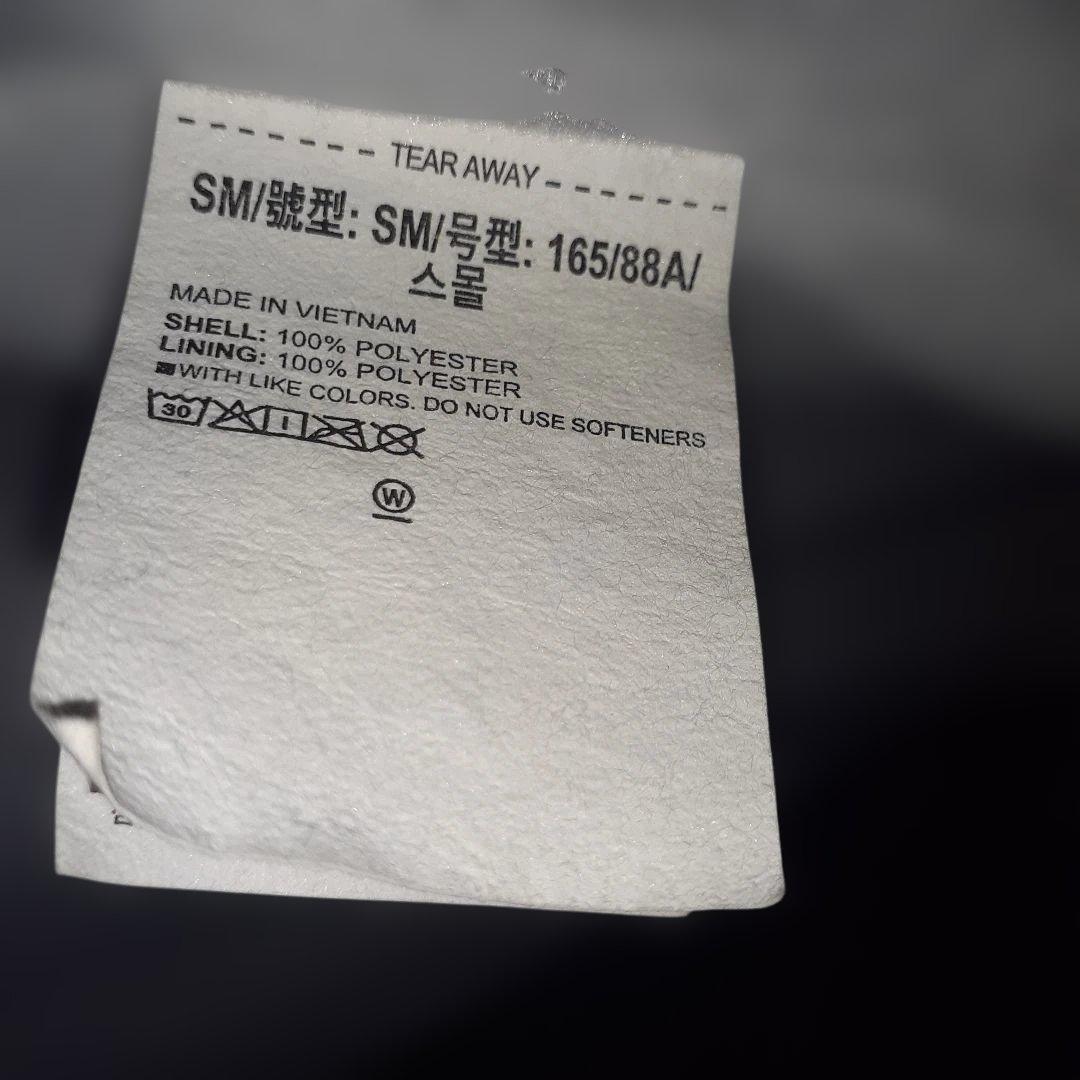 TEAR AWAY
SM/號型: SM/号型: 165/88A/
스몰
MADE IN VIETNAM
SHELL: 100% POLYESTER
LINING: 100% POLYESTER
WITH LIKE COLORS. DO NOT USE SOFTENERS
30
W